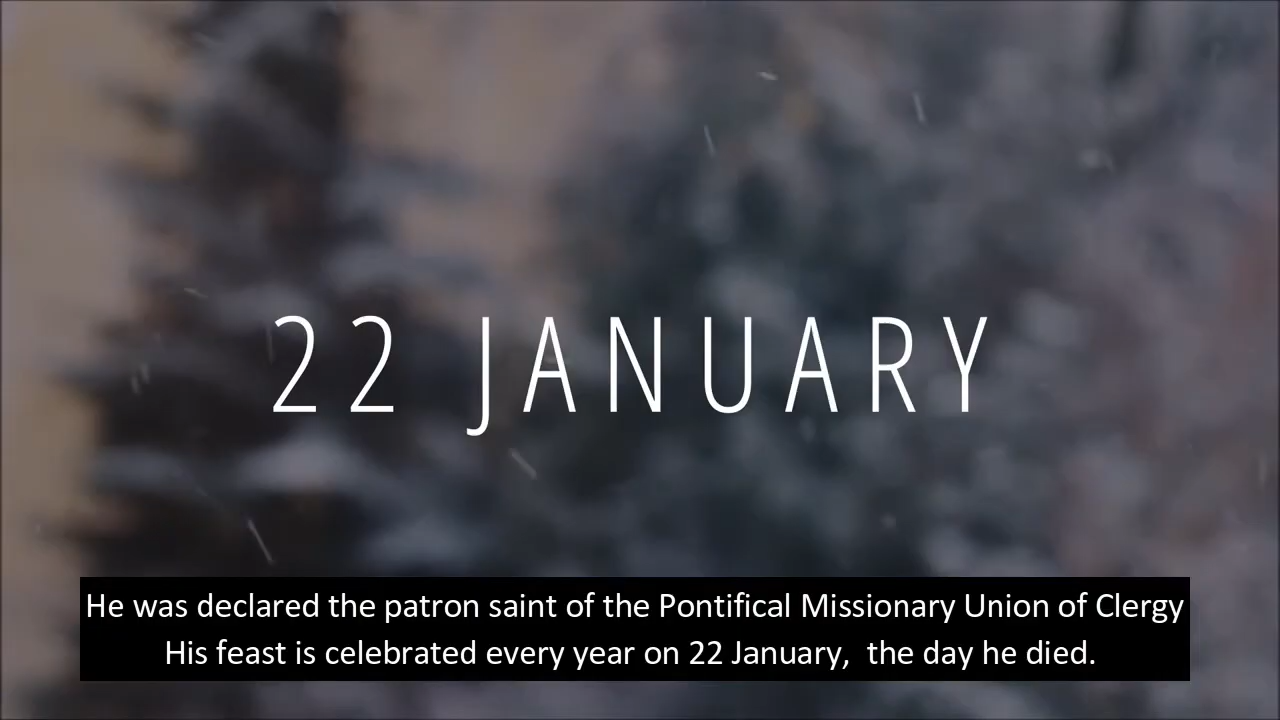 22 JANUARY
He was declared the patron saint of the Pontifical Missionary Union of Clergy
His feast is celebrated every year on 22 January,  the day he died.